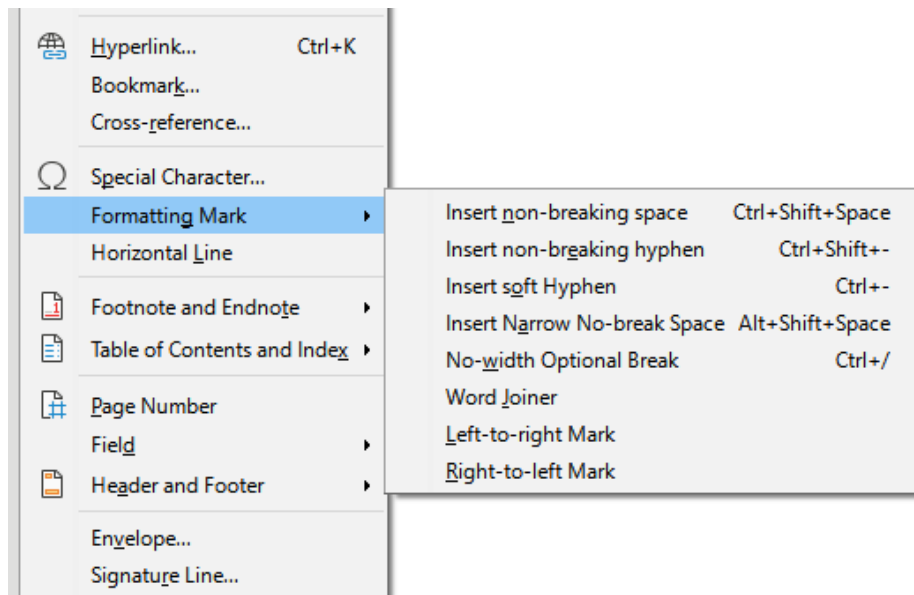 Hyperlink... Ctrl+K
Bookmark...
Cross-reference...
Special Character...
Formatting Mark
Horizontal Line
Footnote and Endnote
Table of Contents and Index
Page Number
Field
Header and Footer
Envelope...
Signature Line...
Insert non-breaking space Ctrl+Shift+Space
Insert non-breaking hyphen Ctrl+Shift+-
Insert soft Hyphen Ctrl+-
Insert Narrow No-break Space Alt+Shift+Space
No-width Optional Break Ctrl+/
Word Joiner
Left-to-right Mark
Right-to-left Mark